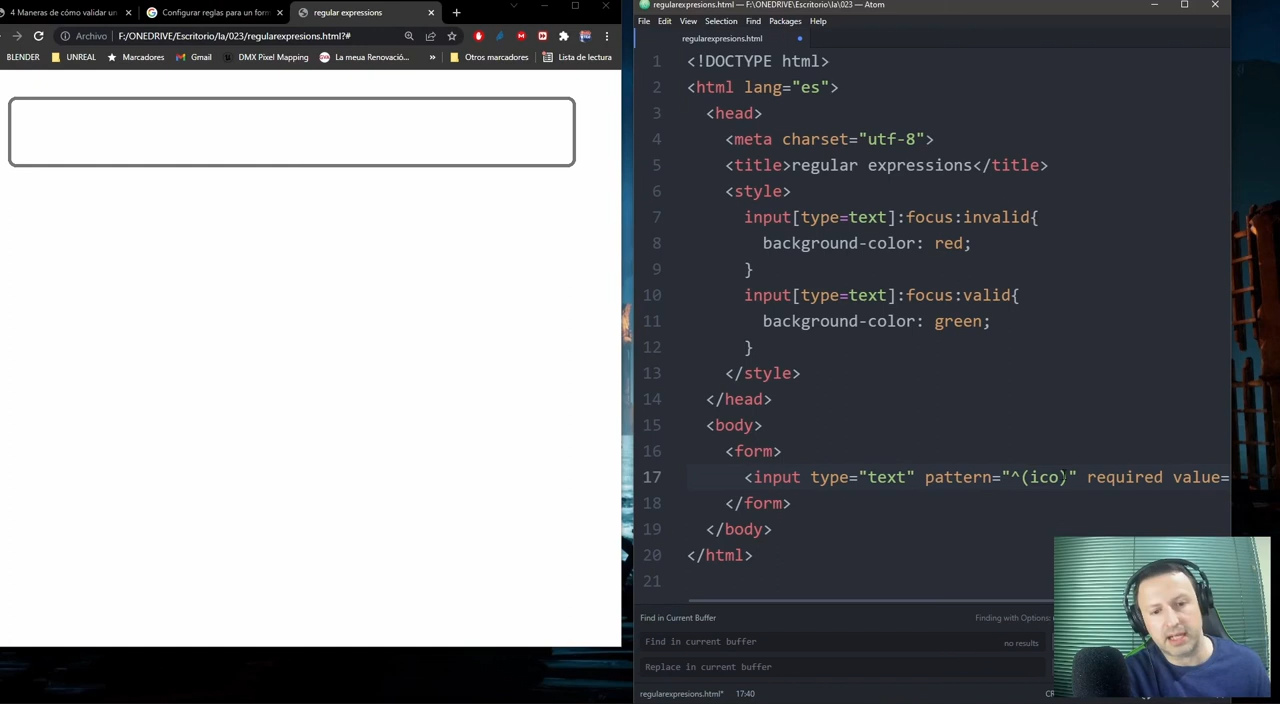 regularexpresions.html — F:\ONEDRIVE\Escritorio\Ia\023 — Atom
4 Maneras de cómo validar un
Configurar reglas para un form
regular expressions
File Edit View Selection Find Packages Help
Archivo F:/ONEDRIVE/Escritorio/Ia/023/regularexpresions.html?#
regularexpresions.html
BLENDER UNREAL Marcadores Gmail DMX Pixel Mapping La meua Renovació... » Otros marcadores Lista de lectura
1 <!DOCTYPE html>
2 <html lang="es">
3 <head>
4 <meta charset="utf-8">
5 <title>regular expressions</title>
6 <style>
7 input[type=text]:focus:invalid{
8 background-color: red;
9 }
10 input[type=text]:focus:valid{
11 background-color: green;
12 }
13 </style>
14 </head>
15 <body>
16 <form>
17 <input type="text" pattern="^(ico)" required value=
18 </form>
19 </body>
20 </html>
21
Find in Current Buffer
Finding with Options:
Find in current buffer
no results
Replace in current buffer
regularexpresions.html* 17:40
CR